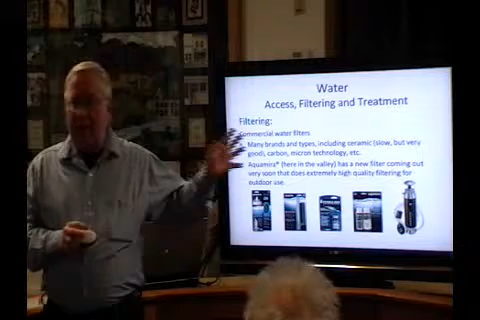 Water
Access, Filtering and Treatment
Filtering:
Commercial water filters
Many brands and types, including ceramic (slow, but very
good), carbon, micron technology, etc.
Aquamira® (here in the valley) has a new filter coming out
very soon that does extremely high quality filtering for
outdoor use.